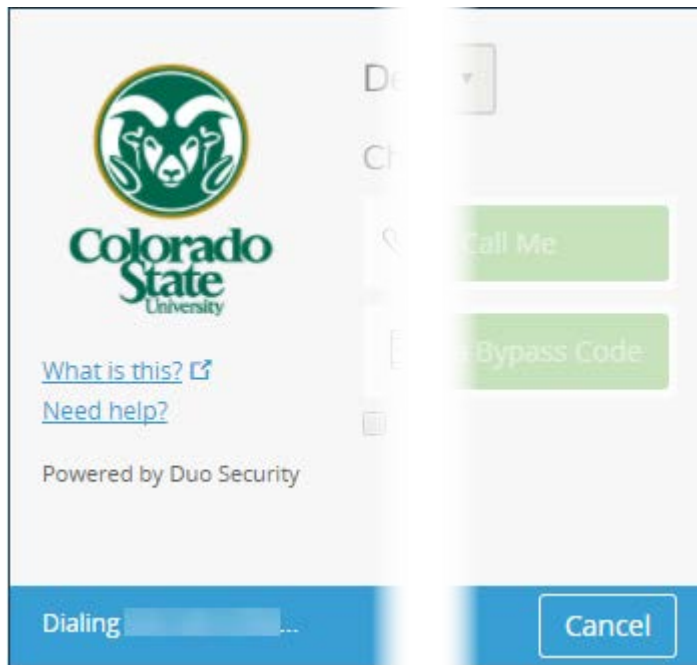 Colorado
State
University
What is this?
Need help?
Powered by Duo Security
Call Me
Bypass Code
Dialing ...
Cancel